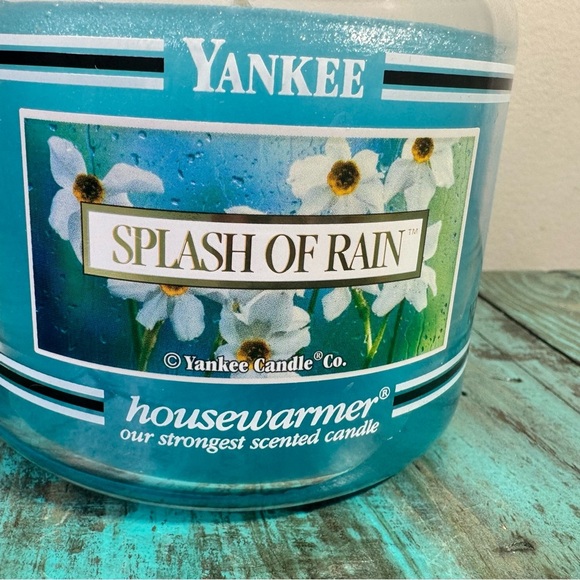 YANKEE
SPLASH OF RAIN™
© Yankee Candle® Co.
housewarmer®
our strongest scented candle